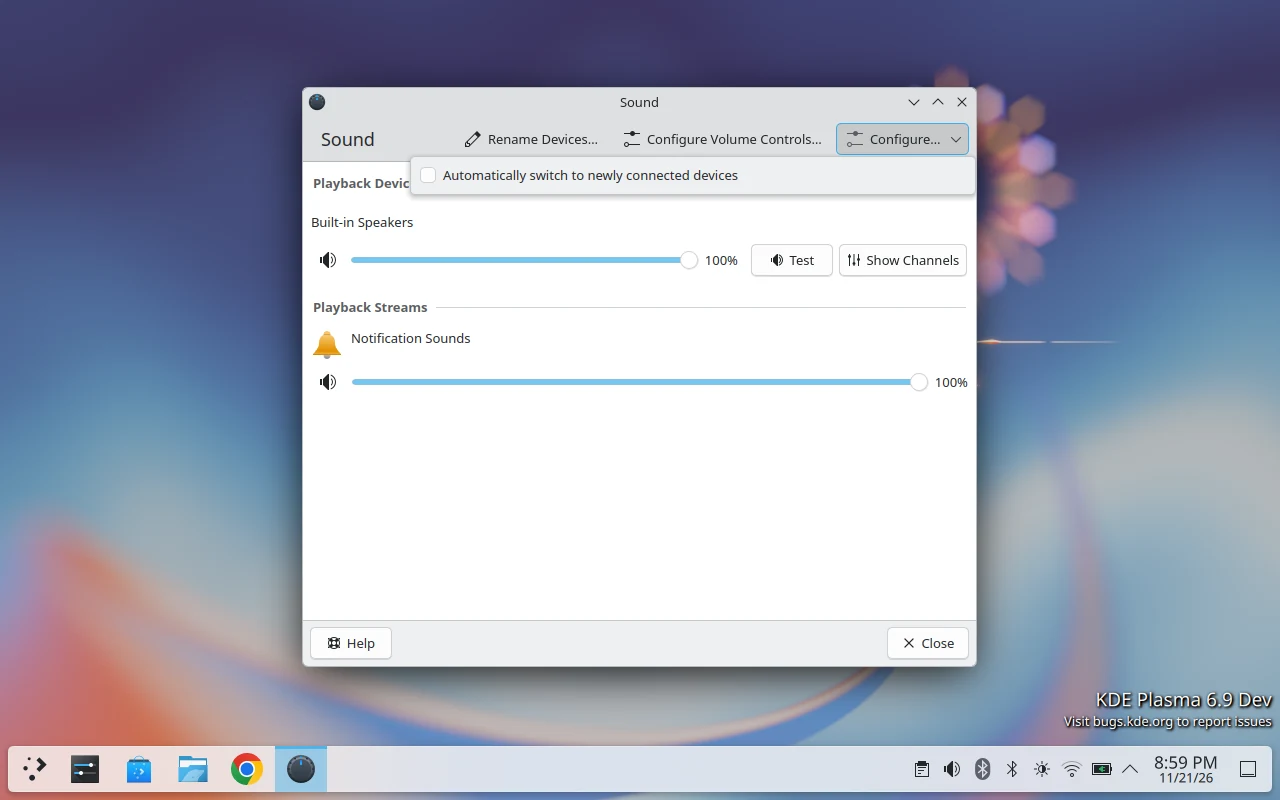 Sound
Sound
Rename Devices...
Configure Volume Controls...
Configure...
Automatically switch to newly connected devices
Playback Devic
Built-in Speakers
100%
Test
Show Channels
Playback Streams
Notification Sounds
100%
Help
Close
KDE Plasma 6.9 Dev
Visit bugs.kde.org to report issues
8:59 PM
11/21/26